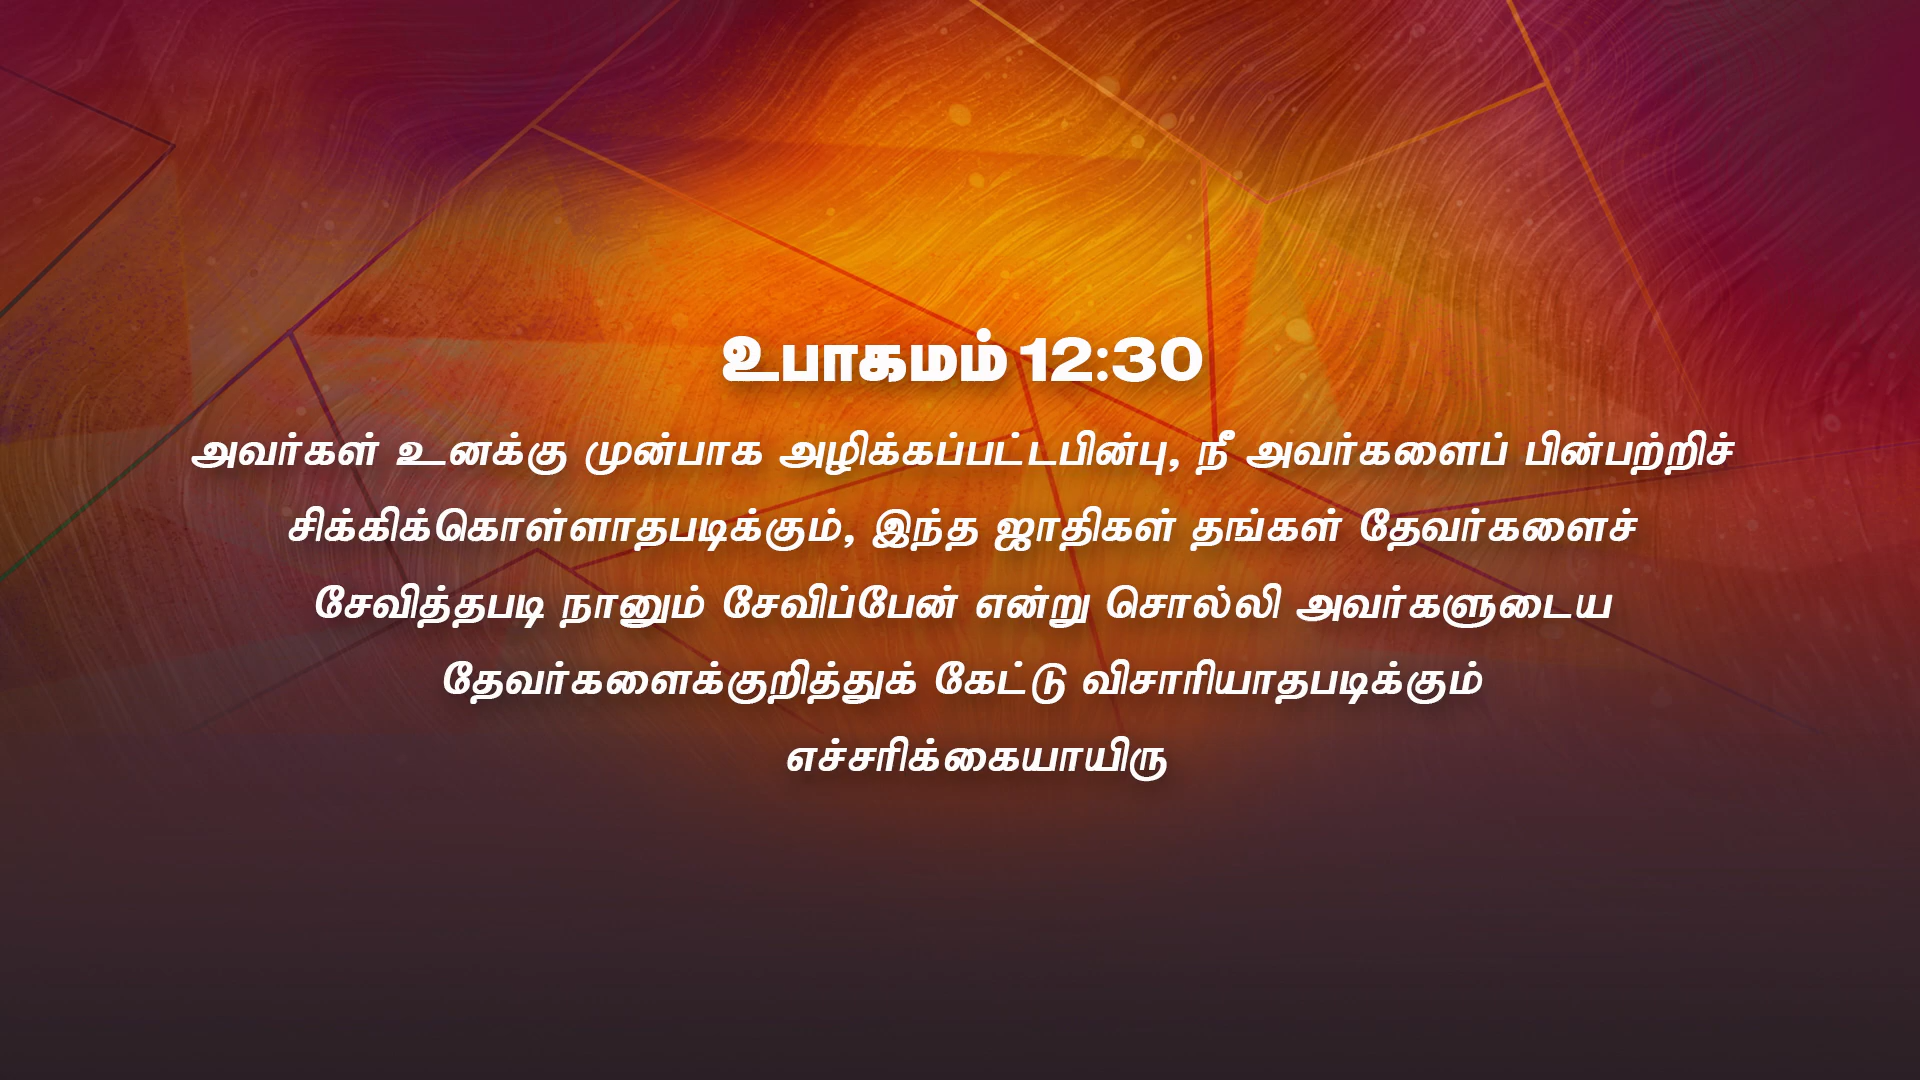 உபாகமம் 12:30
அவர்கள் உனக்கு முன்பாக அழிக்கப்பட்டபின்பு, நீ அவர்களைப் பின்பற்றிச்
சிக்கிக்கொள்ளாதபடிக்கும், இந்த ஜாதிகள் தங்கள் தேவர்களைச்
சேவித்தபடி நானும் சேவிப்பேன் என்று சொல்லி அவர்களுடைய
தேவர்களைக்குறித்துக் கேட்டு விசாரியாதபடிக்கும்
எச்சரிக்கையாயிரு